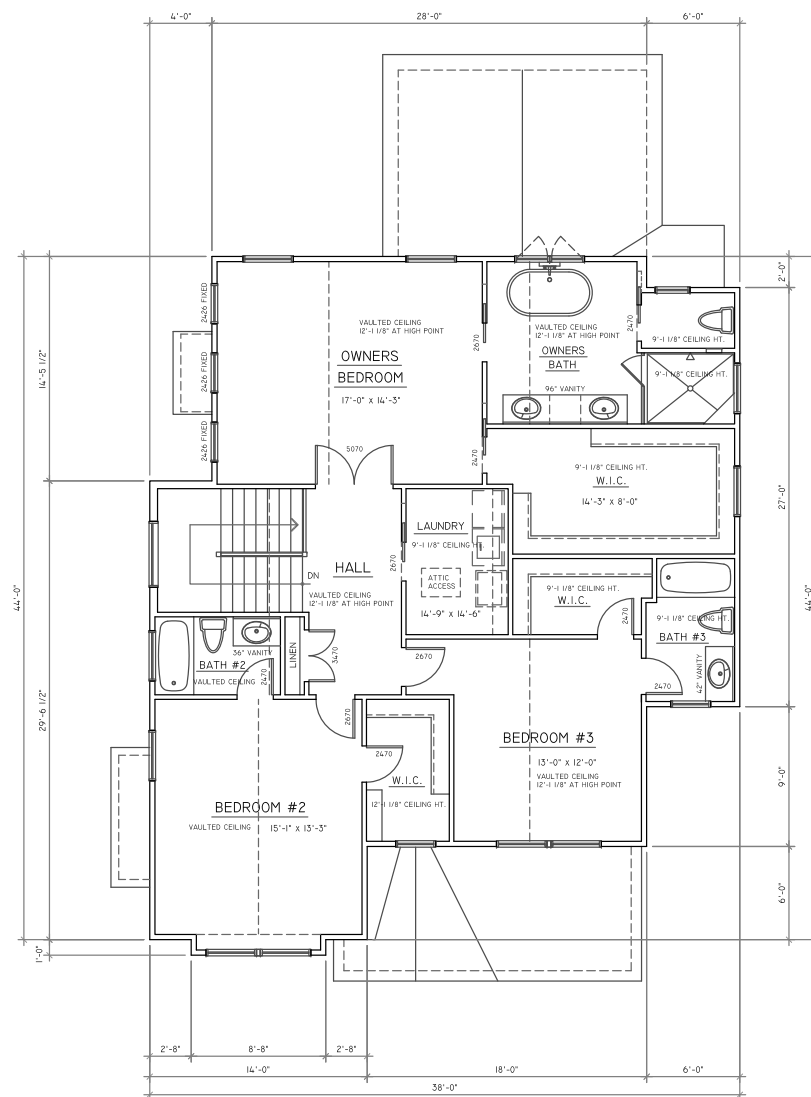 4'-0"
28'-0"
6'-0"
2'-0"
2426 FIXED
VAULTED CEILING
12'-1 1/8" AT HIGH POINT
OWNERS
BEDROOM
17'-0" x 14'-3"
2670
VAULTED CEILING
12'-1 1/8" AT HIGH POINT
OWNERS
BATH
96" VANITY
2470
9'-1 1/8" CEILING HT.
9'-1 1/8" CEILING HT.
14'-5 1/2"
2426 FIXED
2426 FIXED
5070
2470
9'-1 1/8" CEILING HT.
W.I.C.
14'-3" x 8'-0"
27'-0"
LAUNDRY
9'-1 1/8" CEILING HT.
2670
HALL
DN
VAULTED CEILING
12'-1 1/8" AT HIGH POINT
ATTIC
ACCESS
14'-9" x 14'-6"
9'-1 1/8" CEILING HT.
W.I.C.
2470
9'-1 1/8" CEILING HT.
BATH #3
42" VANITY
2470
44'-0"
44'-0"
36" VANITY
BATH #2
VAULTED CEILING
2470
LINEN
3470
2670
2670
29'-6 1/2"
2470
W.I.C.
12'-1 1/8" CEILING HT.
BEDROOM #3
13'-0" x 12'-0"
VAULTED CEILING
12'-1 1/8" AT HIGH POINT
9'-0"
BEDROOM #2
VAULTED CEILING
15'-1" x 13'-3"
6'-0"
1'-0"
2'-8"
8'-8"
2'-8"
14'-0"
18'-0"
6'-0"
38'-0"